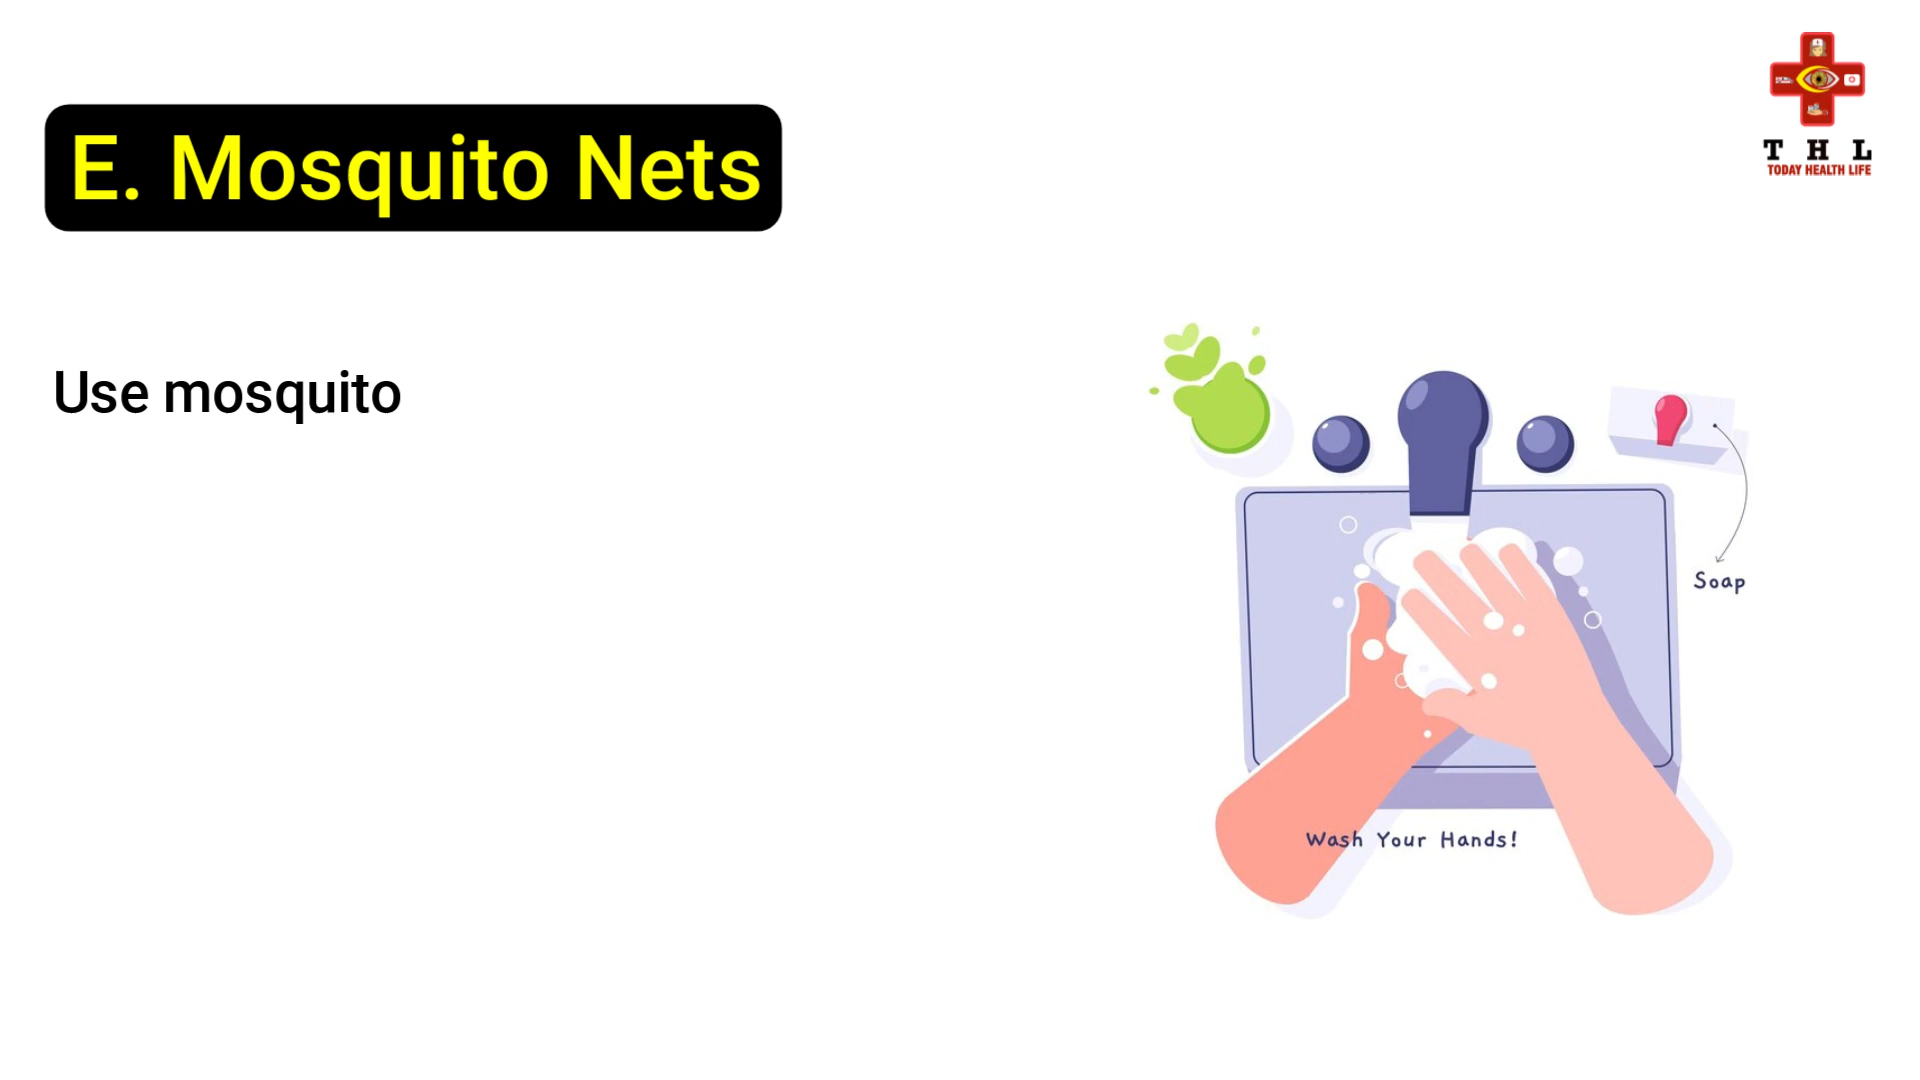 E. Mosquito Nets
Use mosquito
T H L
TODAY HEALTH LIFE
Soap
Wash Your Hands!